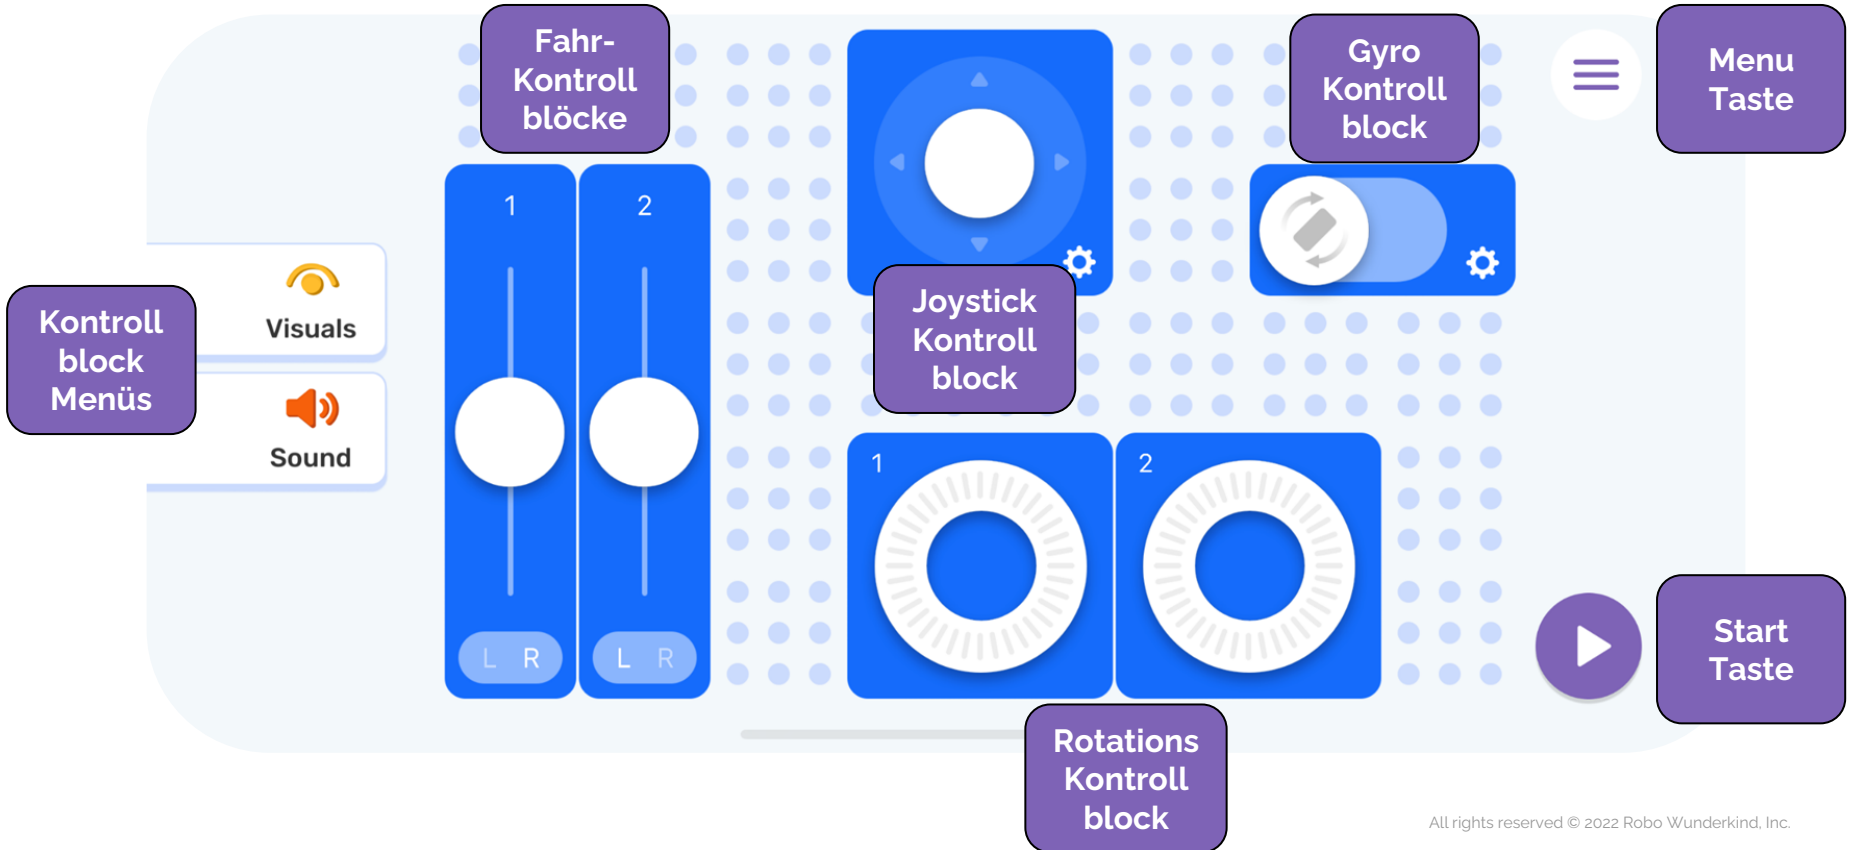 Fahr-
Kontroll
blöcke
Gyro
Kontroll
block
Menu
Taste
1
2
Visuals
Kontroll
block
Menüs
Joystick
Kontroll
block
Sound
1
2
L R
L R
Start
Taste
Rotations
Kontroll
block
All rights reserved © 2022 Robo Wunderkind, Inc.